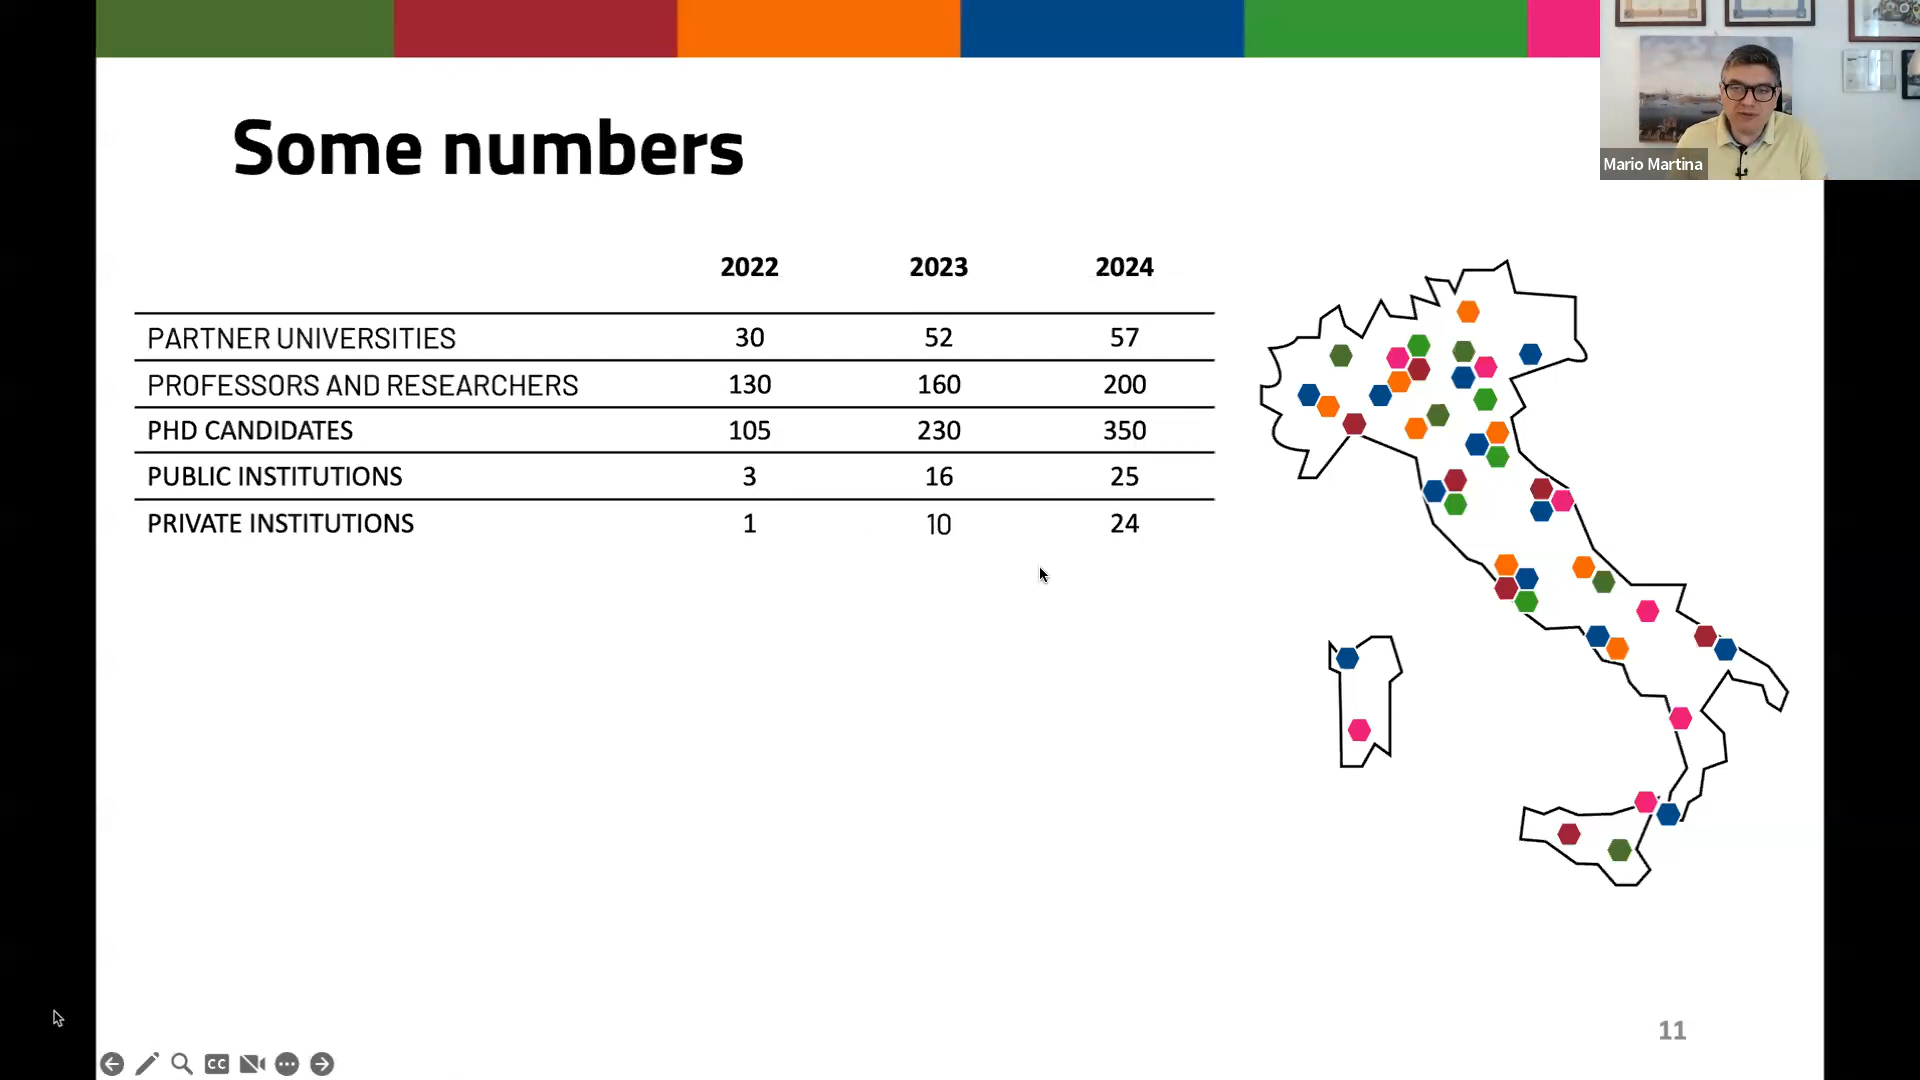 Some numbers
Mario Martina
2022 2023 2024
PARTNER UNIVERSITIES 30 52 57
PROFESSORS AND RESEARCHERS 130 160 200
PHD CANDIDATES 105 230 350
PUBLIC INSTITUTIONS 3 16 25
PRIVATE INSTITUTIONS 1 10 24
11
CC